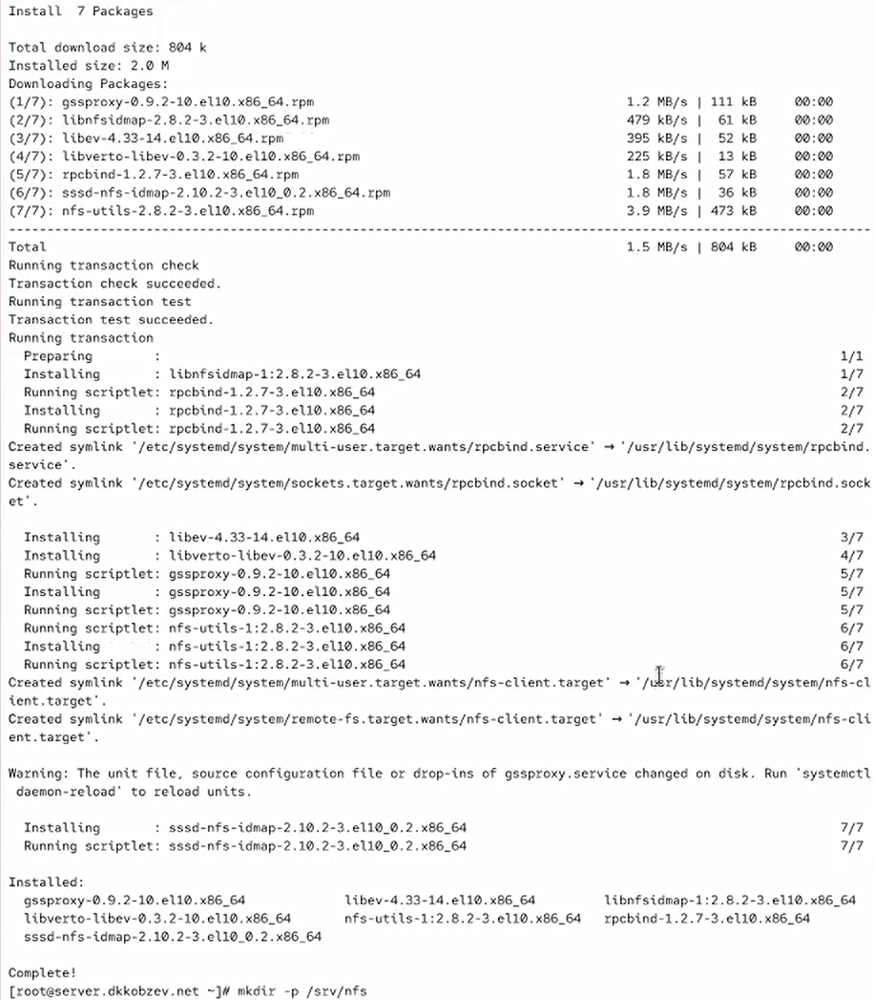 Install  7 Packages
Total download size: 804 k
Installed size: 2.0 M
Downloading Packages:
(1/7): gssproxy-0.9.2-10.el10.x86_64.rpm 1.2 MB/s | 111 kB 00:00
(2/7): libnfsidmap-2.8.2-3.el10.x86_64.rpm 479 kB/s | 61 kB 00:00
(3/7): libev-4.33-14.el10.x86_64.rpm 395 kB/s | 52 kB 00:00
(4/7): libverto-libev-0.3.2-10.el10.x86_64.rpm 225 kB/s | 13 kB 00:00
(5/7): rpcbind-1.2.7-3.el10.x86_64.rpm 1.8 MB/s | 57 kB 00:00
(6/7): sssd-nfs-idmap-2.10.2-3.el10_0.2.x86_64.rpm 1.8 MB/s | 36 kB 00:00
(7/7): nfs-utils-2.8.2-3.el10.x86_64.rpm 3.9 MB/s | 473 kB 00:00
--------------------------------------------------------------------------------
Total 1.5 MB/s | 804 kB 00:00
Running transaction check
Transaction check succeeded.
Running transaction test
Transaction test succeeded.
Running transaction
Preparing : 1/1
Installing : libnfsidmap-1:2.8.2-3.el10.x86_64 1/7
Running scriptlet: rpcbind-1.2.7-3.el10.x86_64 2/7
Installing : rpcbind-1.2.7-3.el10.x86_64 2/7
Running scriptlet: rpcbind-1.2.7-3.el10.x86_64 2/7
Created symlink '/etc/systemd/system/multi-user.target.wants/rpcbind.service' → '/usr/lib/systemd/system/rpcbind.
service'.
Created symlink '/etc/systemd/system/sockets.target.wants/rpcbind.socket' → '/usr/lib/systemd/system/rpcbind.sock
et'.
Installing : libev-4.33-14.el10.x86_64 3/7
Installing : libverto-libev-0.3.2-10.el10.x86_64 4/7
Running scriptlet: gssproxy-0.9.2-10.el10.x86_64 5/7
Installing : gssproxy-0.9.2-10.el10.x86_64 5/7
Running scriptlet: gssproxy-0.9.2-10.el10.x86_64 5/7
Running scriptlet: nfs-utils-1:2.8.2-3.el10.x86_64 6/7
Installing : nfs-utils-1:2.8.2-3.el10.x86_64 6/7
Running scriptlet: nfs-utils-1:2.8.2-3.el10.x86_64 6/7
Created symlink '/etc/systemd/system/multi-user.target.wants/nfs-client.target' → '/usr/lib/systemd/system/nfs-cl
ient.target'.
Created symlink '/etc/systemd/system/remote-fs.target.wants/nfs-client.target' → '/usr/lib/systemd/system/nfs-cli
ent.target'.
Warning: The unit file, source configuration file or drop-ins of gssproxy.service changed on disk. Run 'systemctl
daemon-reload' to reload units.
Installing : sssd-nfs-idmap-2.10.2-3.el10_0.2.x86_64 7/7
Running scriptlet: sssd-nfs-idmap-2.10.2-3.el10_0.2.x86_64 7/7
Installed:
gssproxy-0.9.2-10.el10.x86_64 libev-4.33-14.el10.x86_64 libnfsidmap-1:2.8.2-3.el10.x86_64
libverto-libev-0.3.2-10.el10.x86_64 nfs-utils-1:2.8.2-3.el10.x86_64 rpcbind-1.2.7-3.el10.x86_64
sssd-nfs-idmap-2.10.2-3.el10_0.2.x86_64
Complete!
[root@server.dkkobzev.net ~]# mkdir -p /srv/nfs